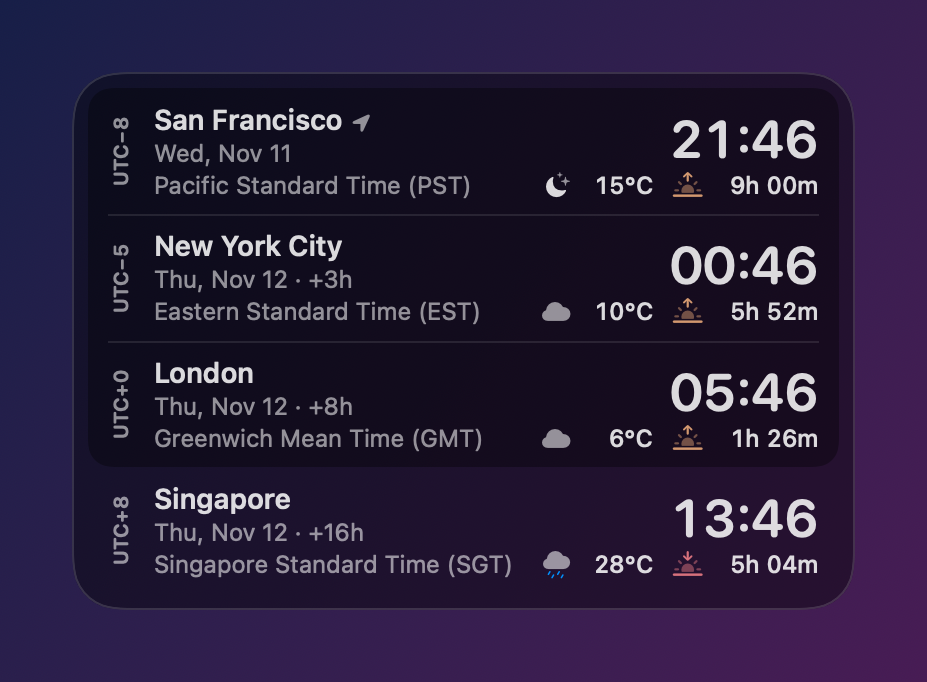 UTC−8
San Francisco
Wed, Nov 11
Pacific Standard Time (PST)
21:46
15°C 9h 00m
UTC−5
New York City
Thu, Nov 12 · +3h
Eastern Standard Time (EST)
00:46
10°C 5h 52m
UTC+0
London
Thu, Nov 12 · +8h
Greenwich Mean Time (GMT)
05:46
6°C 1h 26m
UTC+8
Singapore
Thu, Nov 12 · +16h
Singapore Standard Time (SGT)
13:46
28°C 5h 04m